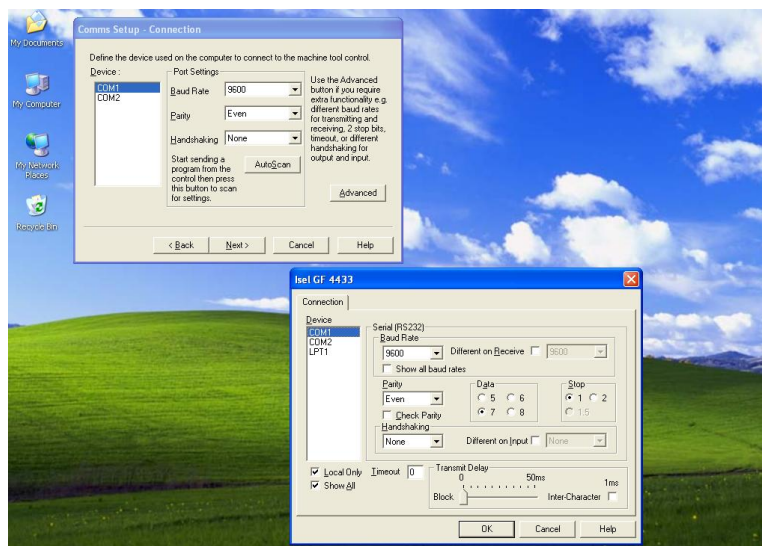 My Documents
My Computer
My Network
Places
Recycle Bin
Comms Setup - Connection
Define the device used on the computer to connect to the machine tool control.
Device :
COM1
COM2
Port Settings
Baud Rate 9600
Parity Even
Handshaking None
Start sending a
program from the
control then press
this button to scan
for settings.
AutoScan
Use the Advanced
button if you require
extra functionality e.g.
different baud rates
for transmitting and
receiving, 2 stop bits,
timeout, or different
handshaking for
output and input.
Advanced
< Back Next > Cancel Help
Isel GF 4433
Connection
Device
COM1
COM2
LPT1
Serial (RS232)
Baud Rate
9600 Different on Receive 9600
Show all baud rates
Parity
Even
Check Parity
Data
5 6
7 8
Stop
1 2
1.5
Handshaking
None Different on Input None
Local Only
Show All
Timeout 0
Transmit Delay
0 50ms 1ms
Block Inter-Character
OK Cancel Help